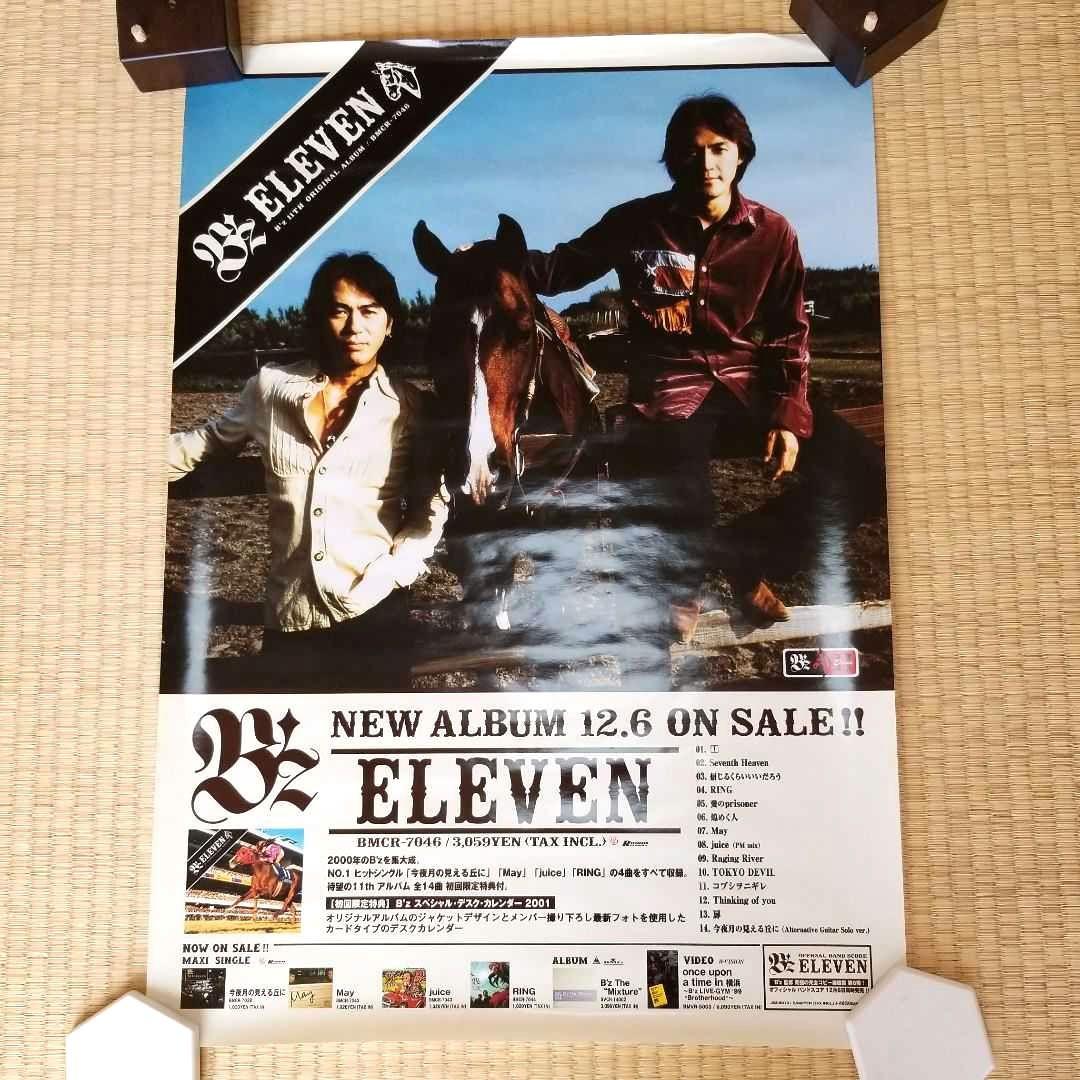 B'z ELEVEN
B'z 11TH ORIGINAL ALBUM / BMCR-7046
B'z
B'z
NEW ALBUM 12.6 ON SALE!!
ELEVEN
BMCR-7046 / 3,059YEN (TAX INCL.)
2000年のB'zを集大成。
NO.1 ヒットシングル「今夜月の見える丘に」「May」「juice」「RING」の4曲をすべて収録。
待望の11th アルバム 全14曲 初回限定特典付。
【初回限定特典】B'z スペシャル・デスク・カレンダー 2001
オリジナルアルバムのジャケットデザインとメンバー撮り下ろし最新フォトを使用した
カードタイプのデスクカレンダー
01.
02. Seventh Heaven
03. 信じるくらいいいだろう
04. RING
05. 愛のprisoner
06. 煌めく人
07. May
08. juice (PM mix)
09. Raging River
10. TOKYO DEVIL
11. コブシヲニギレ
12. Thinking of you
13. 扉
14. 今夜月の見える丘に (Alternative Guitar Solo ver.)
ELEVEN
NOW ON SALE!!
MAXI SINGLE
今夜月の見える丘に
May
May
juice
RING
ALBUM
B'z The
"Mixture"
VIDEO
once upon
a time in 横浜
～B'z LIVE-GYM '99
"Brotherhood"～
OFFICIAL BAND SCORE
B'z ELEVEN